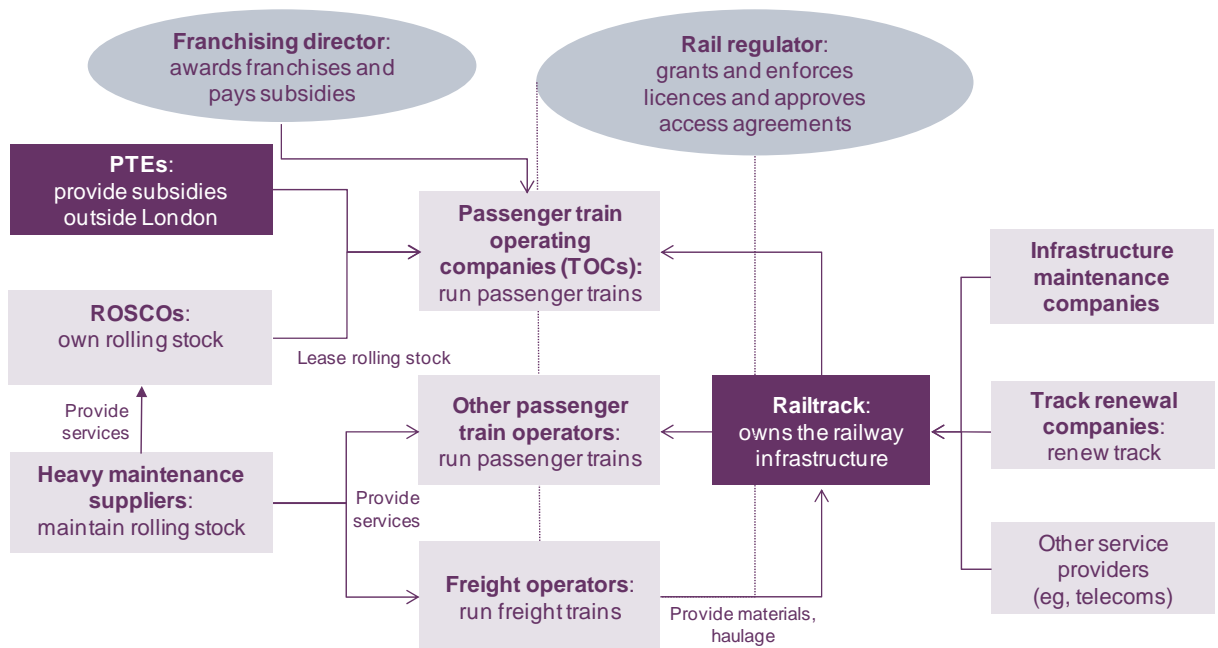 Franchising director:
awards franchises and
pays subsidies
Rail regulator:
grants and enforces
licences and approves
access agreements
PTEs:
provide subsidies
outside London
Passenger train
operating
companies (TOCs):
run passenger trains
Infrastructure
maintenance
companies
ROSCOs:
own rolling stock
Lease rolling stock
Provide
services
Other passenger
train operators:
run passenger trains
Railtrack:
owns the railway
infrastructure
Track renewal
companies:
renew track
Heavy maintenance
suppliers:
maintain rolling stock
Provide
services
Freight operators:
run freight trains
Provide materials,
haulage
Other service
providers
(eg, telecoms)